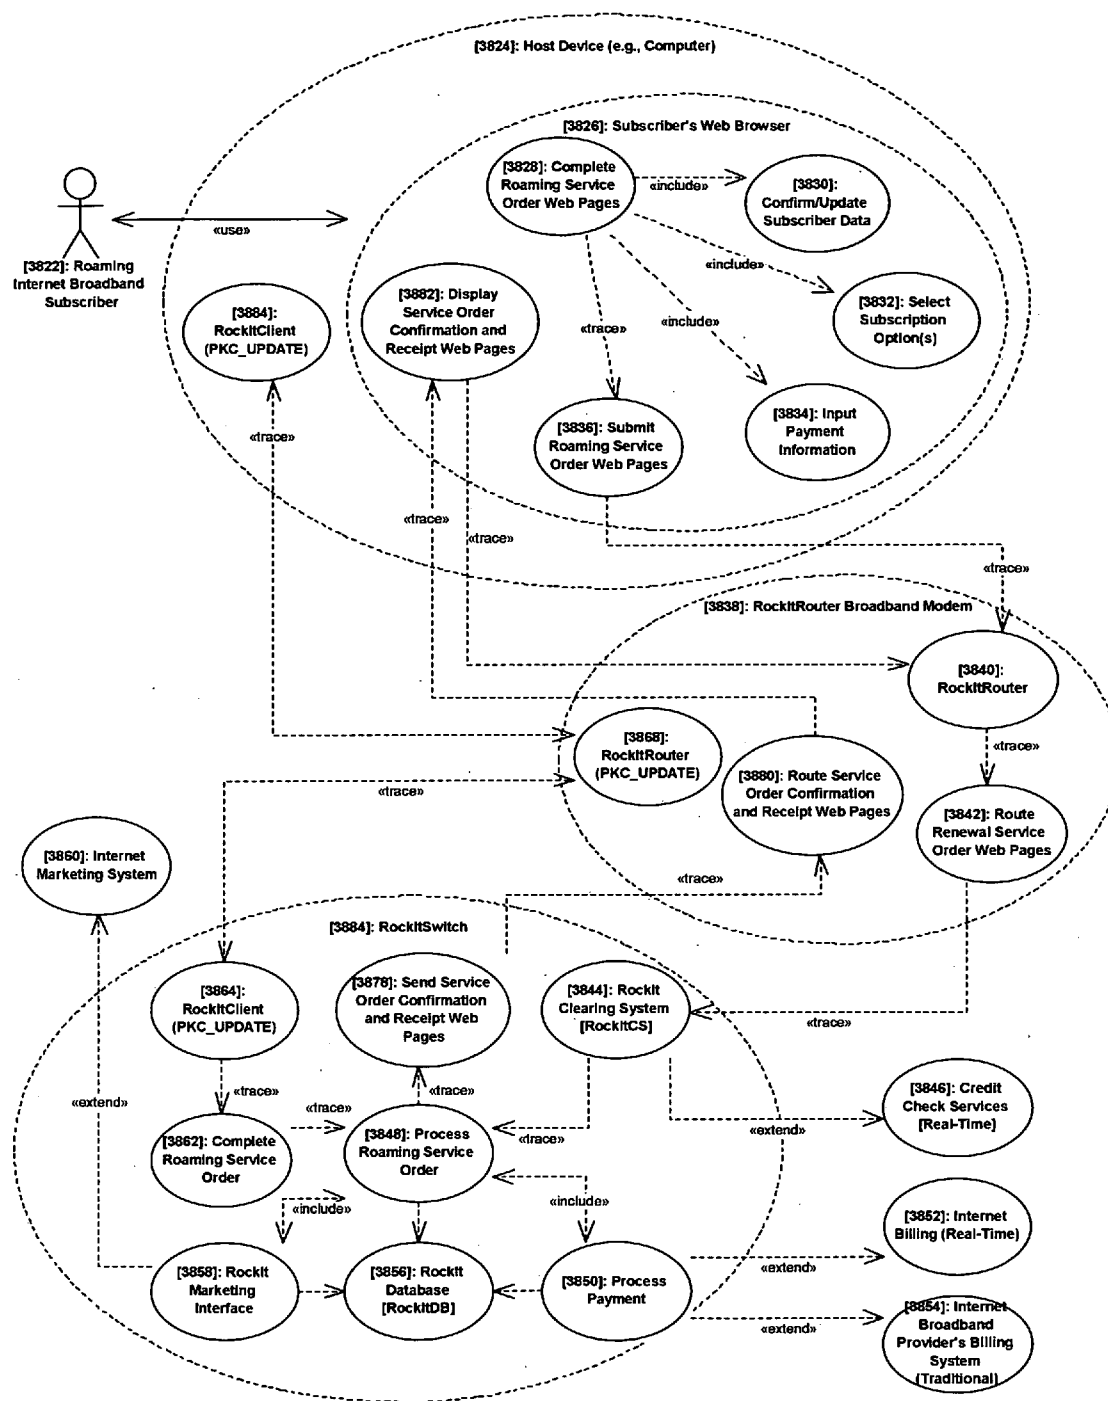 [3824]: Host Device (e.g., Computer)
[3826]: Subscriber's Web Browser
[3828]: Complete
Roaming Service
Order Web Pages
«include»
[3830]:
Confirm/Update
Subscriber Data
«use»
[3822]: Roaming
Internet Broadband
Subscriber
«include»
[3884]:
RockItClient
(PKC_UPDATE)
[3882]: Display
Service Order
Confirmation and
Receipt Web Pages
«trace»
«include»
[3832]: Select
Subscription
Option(s)
«trace»
[3836]: Submit
Roaming Service
Order Web Pages
[3834]: Input
Payment
Information
«trace»
«trace»
«trace»
[3838]: RockItRouter Broadband Modem
[3840]:
RockItRouter
[3868]:
RockItRouter
(PKC_UPDATE)
«trace»
«trace»
[3880]: Route Service
Order Confirmation
and Receipt Web Pages
[3842]: Route
Renewal Service
Order Web Pages
[3860]: Internet
Marketing System
«trace»
[3884]: RockItSwitch
[3864]:
RockItClient
(PKC_UPDATE)
[3878]: Send Service
Order Confirmation
and Receipt Web
Pages
[3844]: RockIt
Clearing System
[RockItCS]
«trace»
«trace»
«trace»
«extend»
«trace»
[3846]: Credit
Check Services
[Real-Time]
«extend»
[3862]: Complete
Roaming Service
Order
[3848]: Process
Roaming Service
Order
«trace»
«include»
«include»
[3852]: Internet
Billing (Real-Time)
«extend»
[3858]: RockIt
Marketing
Interface
[3856]: RockIt
Database
[RockItDB]
[3850]: Process
Payment
«extend»
[3854]: Internet
Broadband
Provider's Billing
System
(Traditional)